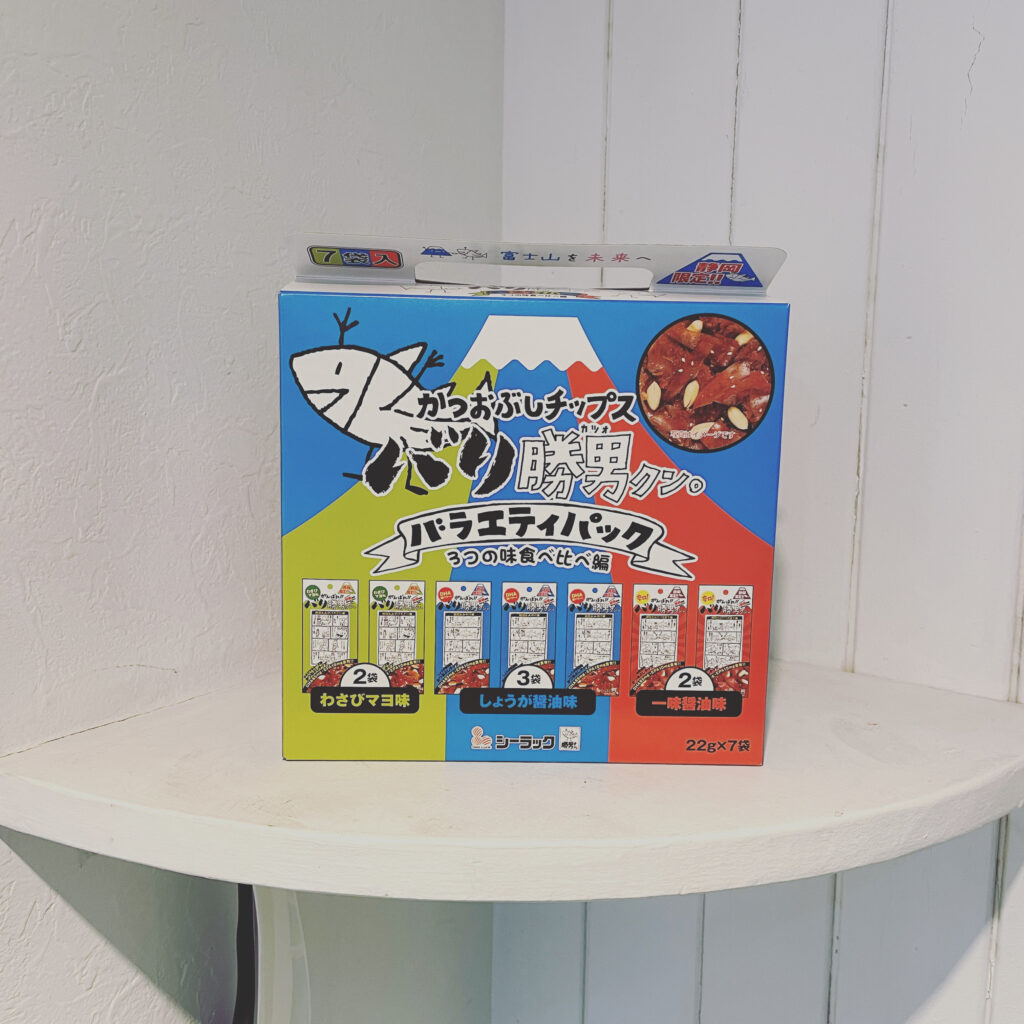 7袋入
富士山を未来へ
静岡
限定!!
かつおぶしチップス
カツオ
バリ勝男クン。
バラエティパック
3つの味食べ比べ編
2袋
わさびマヨ味
3袋
しょうが醤油味
2袋
一味醤油味
シーラック
22g×7袋